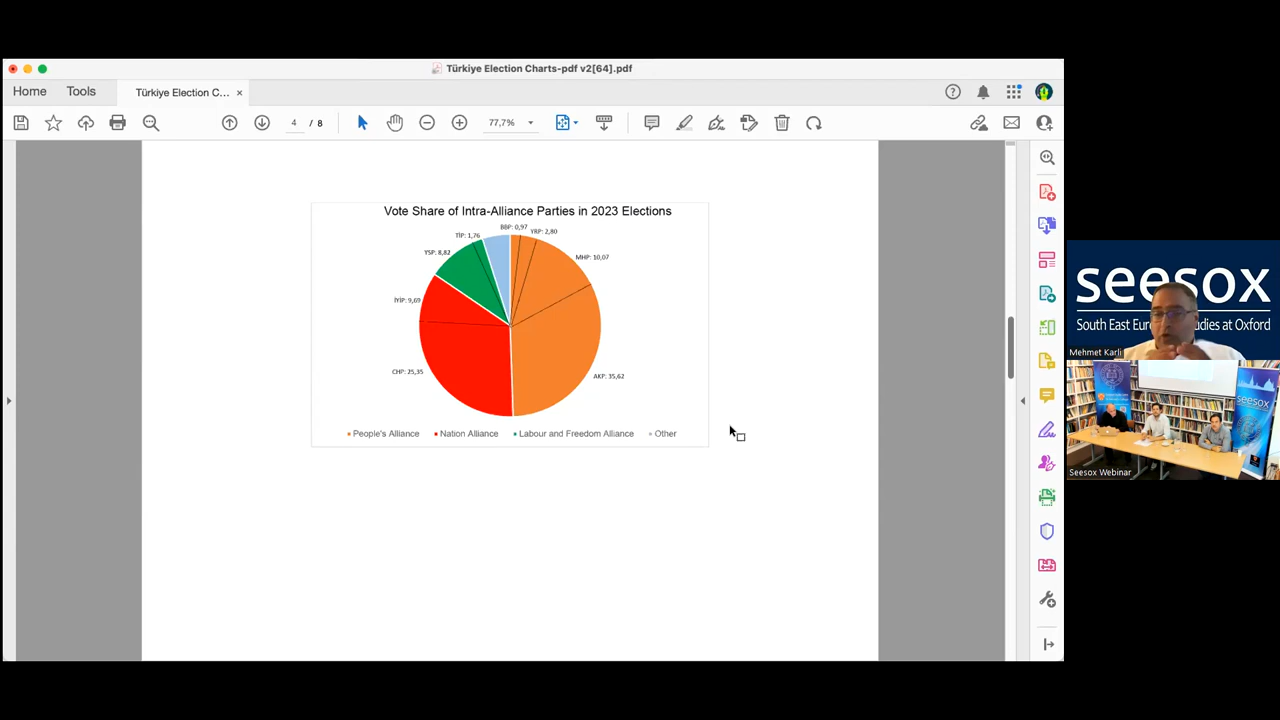 Türkiye Election Charts-pdf v2[64].pdf
Home
Tools
Türkiye Election C...
4 / 8
77,7%
Vote Share of Intra-Alliance Parties in 2023 Elections
BBP: 0,97
YRP: 2,80
TİP: 1,76
YSP: 8,82
MHP: 10,07
İYİP: 9,69
CHP: 25,35
AKP: 35,62
People's Alliance
Nation Alliance
Labour and Freedom Alliance
Other
seesox
South East Eur
dies at Oxford
Mehmet Karli
seesox
Seesox Webinar